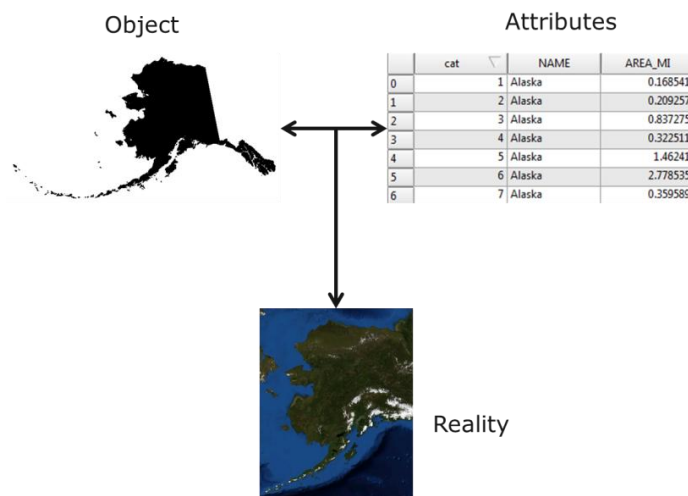 Object
Attributes
cat NAME AREA_MI
0 1 Alaska 0.168541
1 2 Alaska 0.209257
2 3 Alaska 0.837275
3 4 Alaska 0.322511
4 5 Alaska 1.46241
5 6 Alaska 2.778535
6 7 Alaska 0.359589
Reality